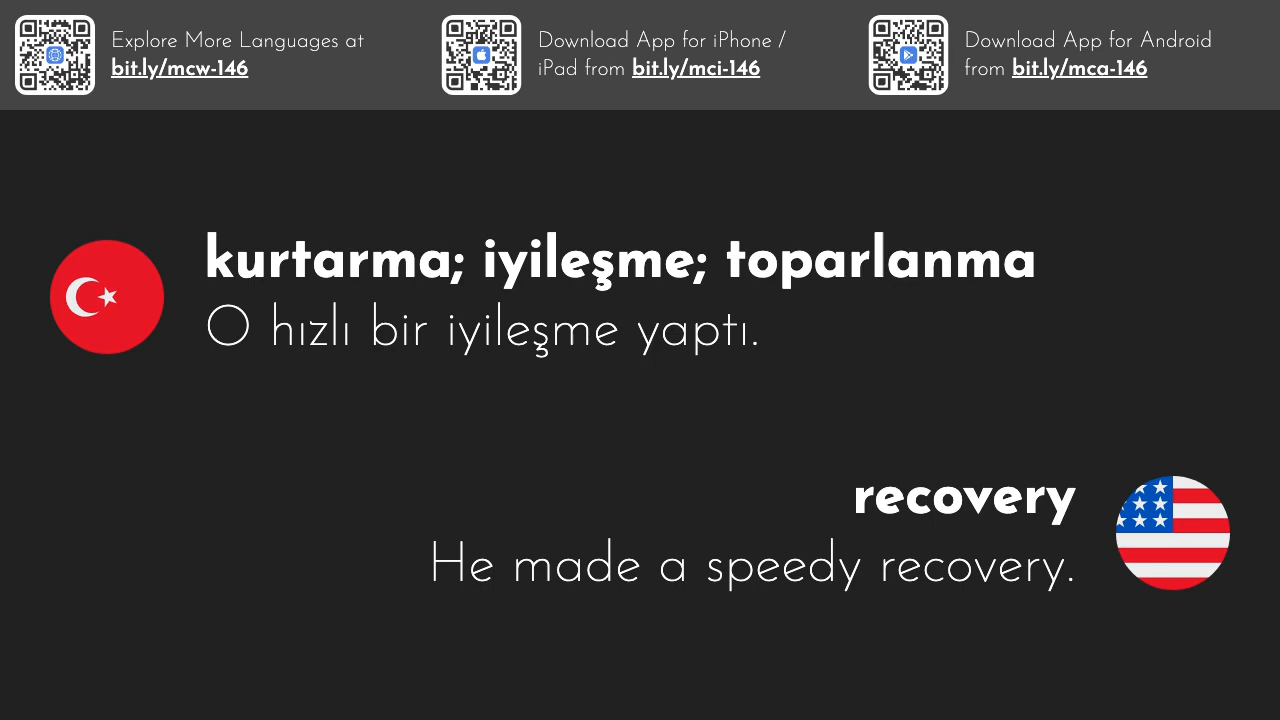 Explore More Languages at
bit.ly/mcw-146
Download App for iPhone /
iPad from bit.ly/mci-146
Download App for Android
from bit.ly/mca-146
kurtarma; iyileşme; toparlanma
O hızlı bir iyileşme yaptı.
recovery
He made a speedy recovery.